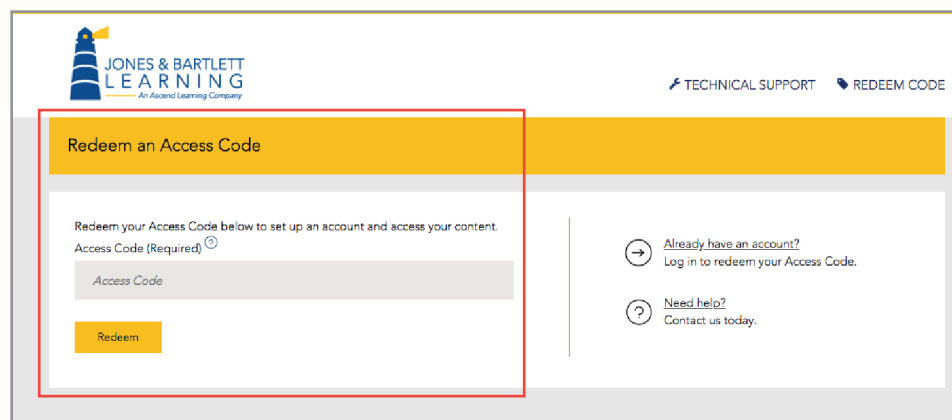 JONES & BARTLETT
LEARNING
An Ascend Learning Company
TECHNICAL SUPPORT
REDEEM CODE
Redeem an Access Code
Redeem your Access Code below to set up an account and access your content.
Access Code (Required) ?
Access Code
Redeem
Already have an account?
Log in to redeem your Access Code.
? Need help?
Contact us today.